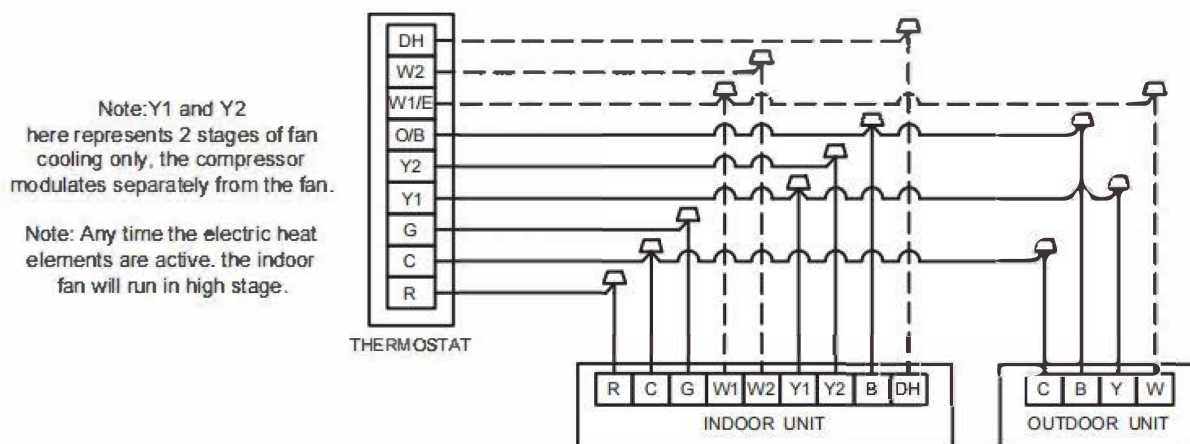 Note:Y1 and Y2
here represents 2 stages of fan
cooling only, the compressor
modulates separately from the fan.
Note: Any time the electric heat
elements are active. the indoor
fan will run in high stage.
DH
W2
W1/E
O/B
Y2
Y1
G
C
R
THERMOSTAT
R C G W1 W2 Y1 Y2 B DH
INDOOR UNIT
C B Y W
OUTDOOR UNIT